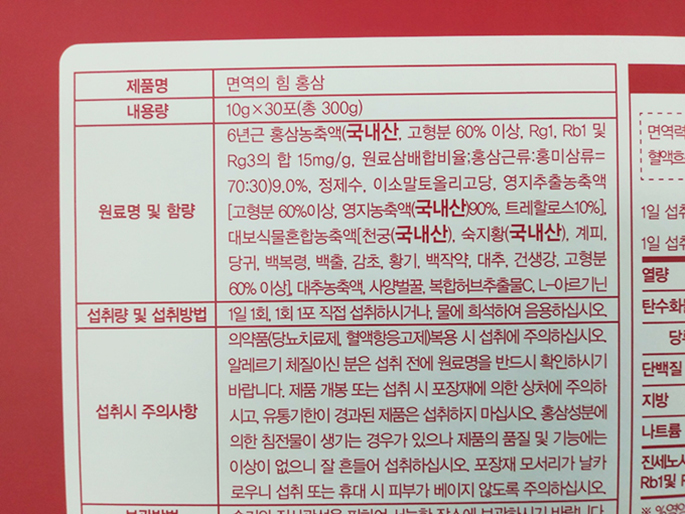 제품명 면역의 힘 홍삼
내용량 10g×30포(총 300g)
원료명 및 함량
6년근 홍삼농축액(국내산, 고형분 60% 이상, Rg1, Rb1 및
Rg3의 합 15mg/g, 원료삼배합비율;홍삼근류:홍미삼류=
70:30)9.0%, 정제수, 이소말토올리고당, 영지추출농축액
[고형분 60%이상, 영지농축액(국내산)90%, 트레할로스10%],
대보식물혼합농축액[천궁(국내산), 숙지황(국내산), 계피,
당귀, 백복령, 백출, 감초, 황기, 백작약, 대추, 건생강, 고형분
60% 이상], 대추농축액, 사양벌꿀, 복합허브추출물C, L-아르기닌
섭취량 및 섭취방법 1일 1회, 1회 1포 직접 섭취하시거나, 물에 희석하여 음용하십시오.
섭취시 주의사항
의약품(당뇨치료제, 혈액항응고제)복용 시 섭취에 주의하십시오.
알레르기 체질이신 분은 섭취 전에 원료명을 반드시 확인하시기
바랍니다. 제품 개봉 또는 섭취 시 포장재에 의한 상처에 주의하
시고, 유통기한이 경과된 제품은 섭취하지 마십시오. 홍삼성분에
의한 침전물이 생기는 경우가 있으나 제품의 품질 및 기능에는
이상이 없으니 잘 흔들어 섭취하십시오. 포장재 모서리가 날카
로우니 섭취 또는 휴대 시 피부가 베이지 않도록 주의하십시오.
면역력
1일 섭취
1일 섭취
열량
탄수화
당류
단백질
지방
나트륨
진세노사
Rb1및 R